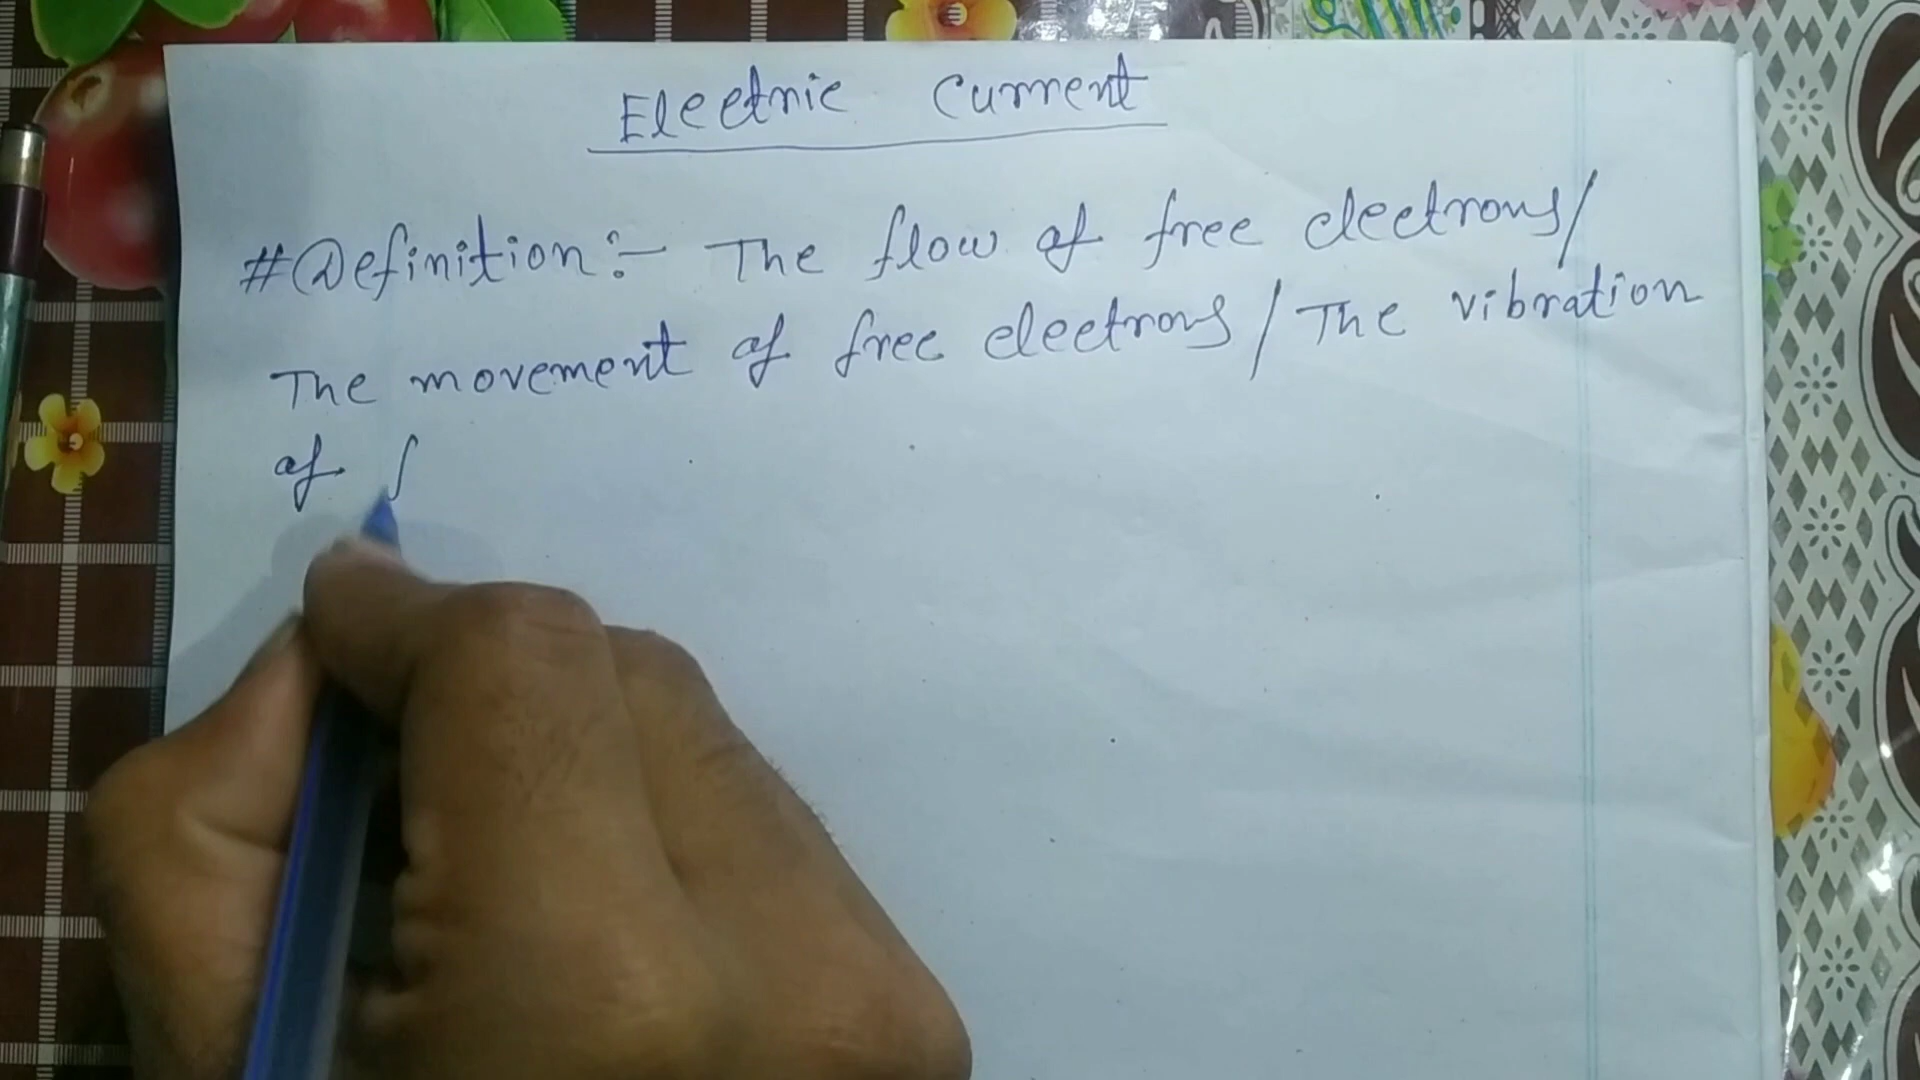 Electric Current
#Definition:- The flow of free electrons/
The movement of free electrons/The vibration
of f